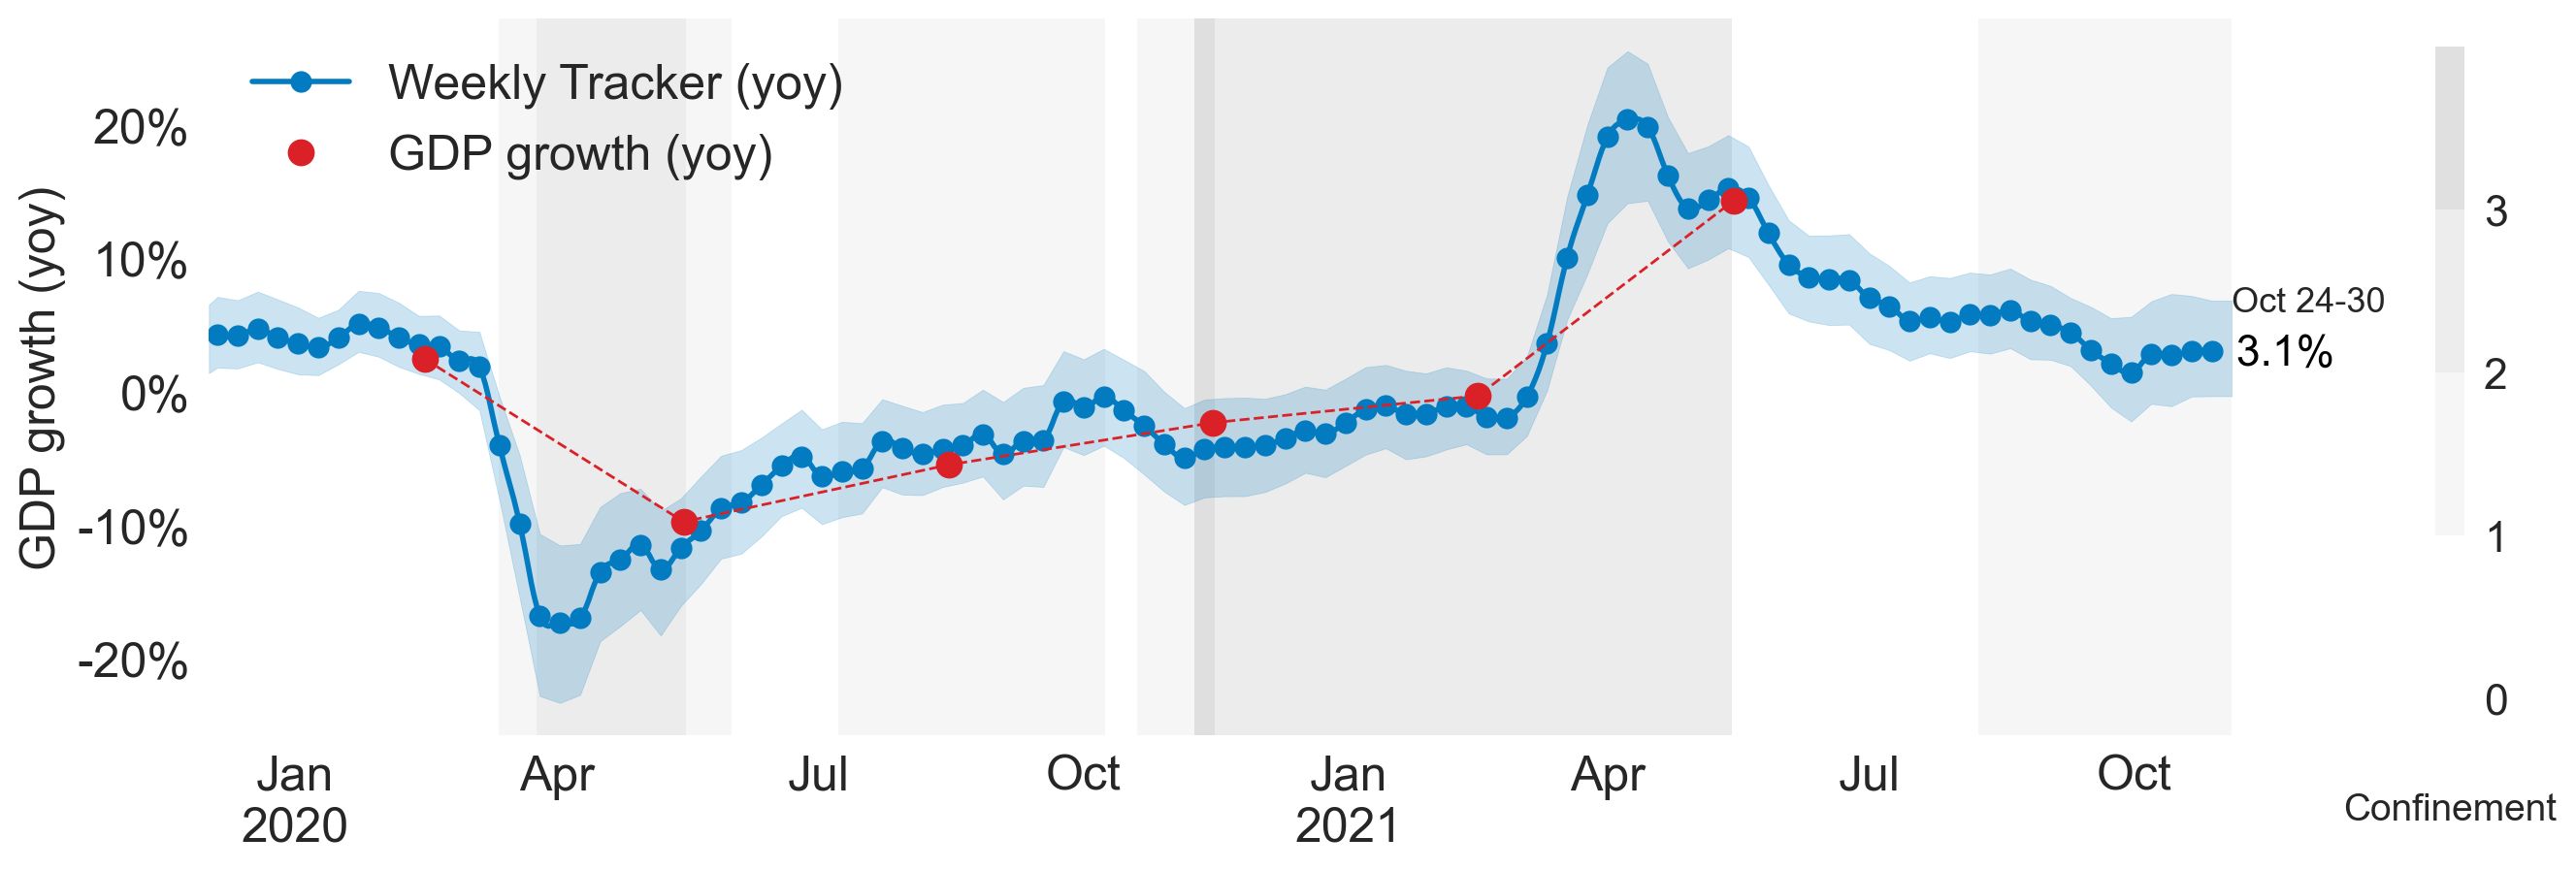 Weekly Tracker (yoy)
GDP growth (yoy)
GDP growth (yoy)
20%
10%
0%
-10%
-20%
Oct 24-30
3.1%
3
2
1
0
Jan Apr Jul Oct Jan Apr Jul Oct
2020 2021
Confinement